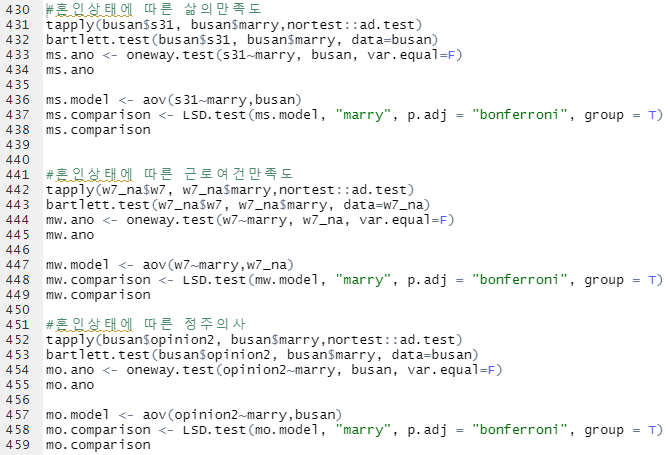 430 #혼인상태에 따른 삶의만족도
431 tapply(busan$s31, busan$marry,nortest::ad.test)
432 bartlett.test(busan$s31, busan$marry, data=busan)
433 ms.ano <- oneway.test(s31~marry, busan, var.equal=F)
434 ms.ano
435
436 ms.model <- aov(s31~marry,busan)
437 ms.comparison <- LSD.test(ms.model, "marry", p.adj = "bonferroni", group = T)
438 ms.comparison
439
440
441 #혼인상태에 따른 근로여건만족도
442 tapply(w7_na$w7, w7_na$marry,nortest::ad.test)
443 bartlett.test(w7_na$w7, w7_na$marry, data=w7_na)
444 mw.ano <- oneway.test(w7~marry, w7_na, var.equal=F)
445 mw.ano
446
447 mw.model <- aov(w7~marry,w7_na)
448 mw.comparison <- LSD.test(mw.model, "marry", p.adj = "bonferroni", group = T)
449 mw.comparison
450
451 #혼인상태에 따른 정주의사
452 tapply(busan$opinion2, busan$marry,nortest::ad.test)
453 bartlett.test(busan$opinion2, busan$marry, data=busan)
454 mo.ano <- oneway.test(opinion2~marry, busan, var.equal=F)
455 mo.ano
456
457 mo.model <- aov(opinion2~marry,busan)
458 mo.comparison <- LSD.test(mo.model, "marry", p.adj = "bonferroni", group = T)
459 mo.comparison